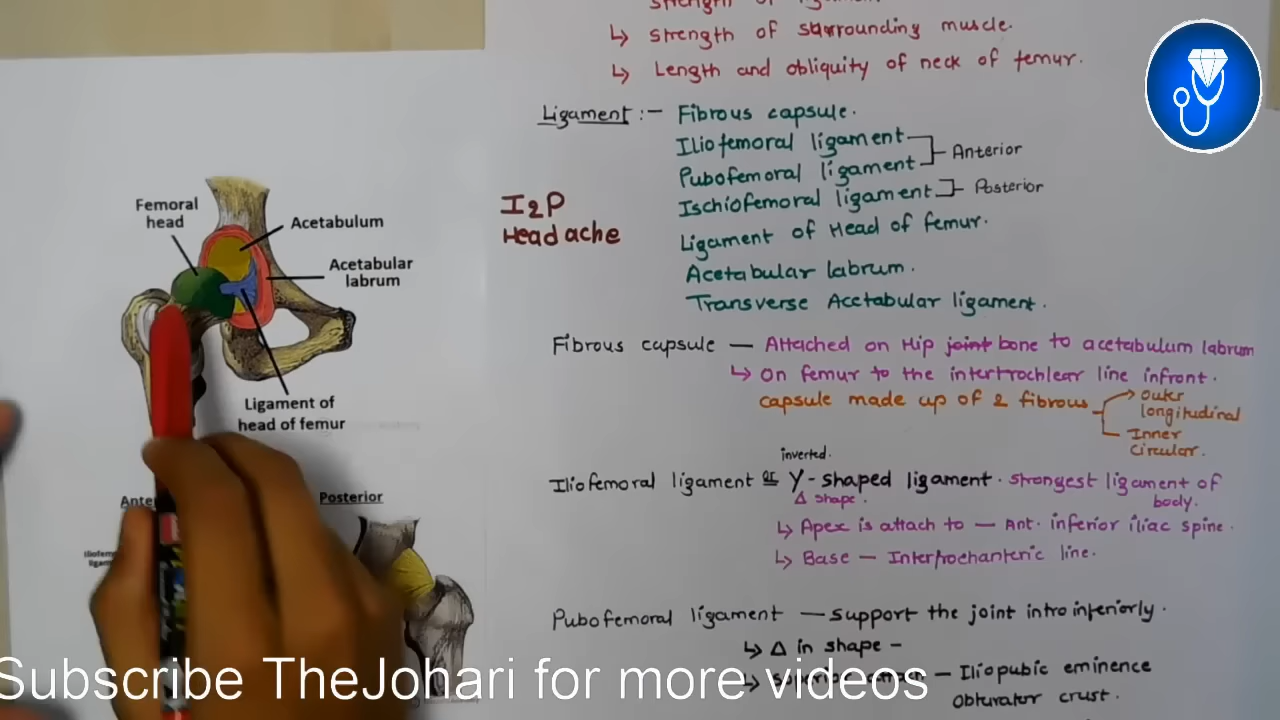 strength of ligament
↳ strength of surrounding muscle.
↳ Length and obliquity of neck of femur.
Ligament :- Fibrous capsule.
Iliofemoral ligament
Pubofemoral ligament
Anterior
Ischiofemoral ligament
Posterior
Ligament of Head of femur.
Acetabular labrum.
Transverse Acetabular ligament.
I2P
Headache
Femoral
head
Acetabulum
Acetabular
labrum
Ligament of
head of femur
Fibrous capsule — Attached on Hip joint bone to acetabulum labrum
↳ on femur to the intertrochlear line infront.
capsule made up of 2 fibrous
outer
longitudinal
Inner
circular.
inverted.
Iliofemoral ligament or Y-shaped ligament. strongest ligament of
Δ shape.
body.
↳ Apex is attach to — Ant. inferior iliac spine.
↳ Base — Intertrochanteric line.
Posterior
Pubofemoral ligament — support the joint intro inferiorly.
↳ Δ in shape -
↳ — Iliopubic eminence
obturator crust.
Subscribe TheJohari for more videos